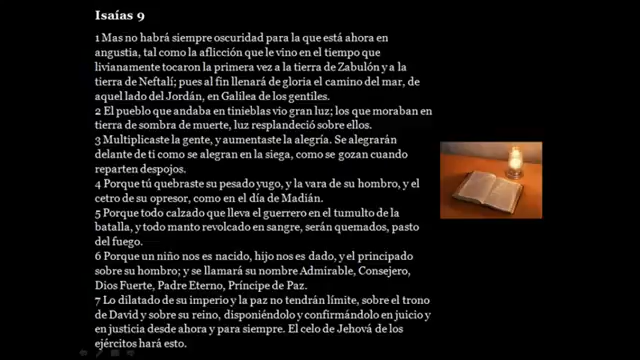 Isaías 9
1 Mas no habrá siempre oscuridad para la que está ahora en
angustia, tal como la aflicción que le vino en el tiempo que
livianamente tocaron la primera vez a la tierra de Zabulón y a la
tierra de Neftalí; pues al fin llenará de gloria el camino del mar, de
aquel lado del Jordán, en Galilea de los gentiles.
2 El pueblo que andaba en tinieblas vio gran luz; los que moraban en
tierra de sombra de muerte, luz resplandeció sobre ellos.
3 Multiplicaste la gente, y aumentaste la alegría. Se alegrarán
delante de ti como se alegran en la siega, como se gozan cuando
reparten despojos.
4 Porque tú quebraste su pesado yugo, y la vara de su hombro, y el
cetro de su opresor, como en el día de Madián.
5 Porque todo calzado que lleva el guerrero en el tumulto de la
batalla, y todo manto revolcado en sangre, serán quemados, pasto
del fuego.
6 Porque un niño nos es nacido, hijo nos es dado, y el principado
sobre su hombro; y se llamará su nombre Admirable, Consejero,
Dios Fuerte, Padre Eterno, Príncipe de Paz.
7 Lo dilatado de su imperio y la paz no tendrán límite, sobre el trono
de David y sobre su reino, disponiéndolo y confirmándolo en juicio y
en justicia desde ahora y para siempre. El celo de Jehová de los
ejércitos hará esto.